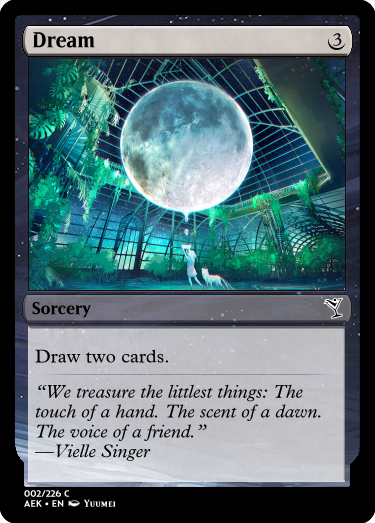 Dream 3
Sorcery
Draw two cards.
“We treasure the littlest things: The
touch of a hand. The scent of a dawn.
The voice of a friend.”
—Vielle Singer
002/226 C
AEK • EN Yuumei